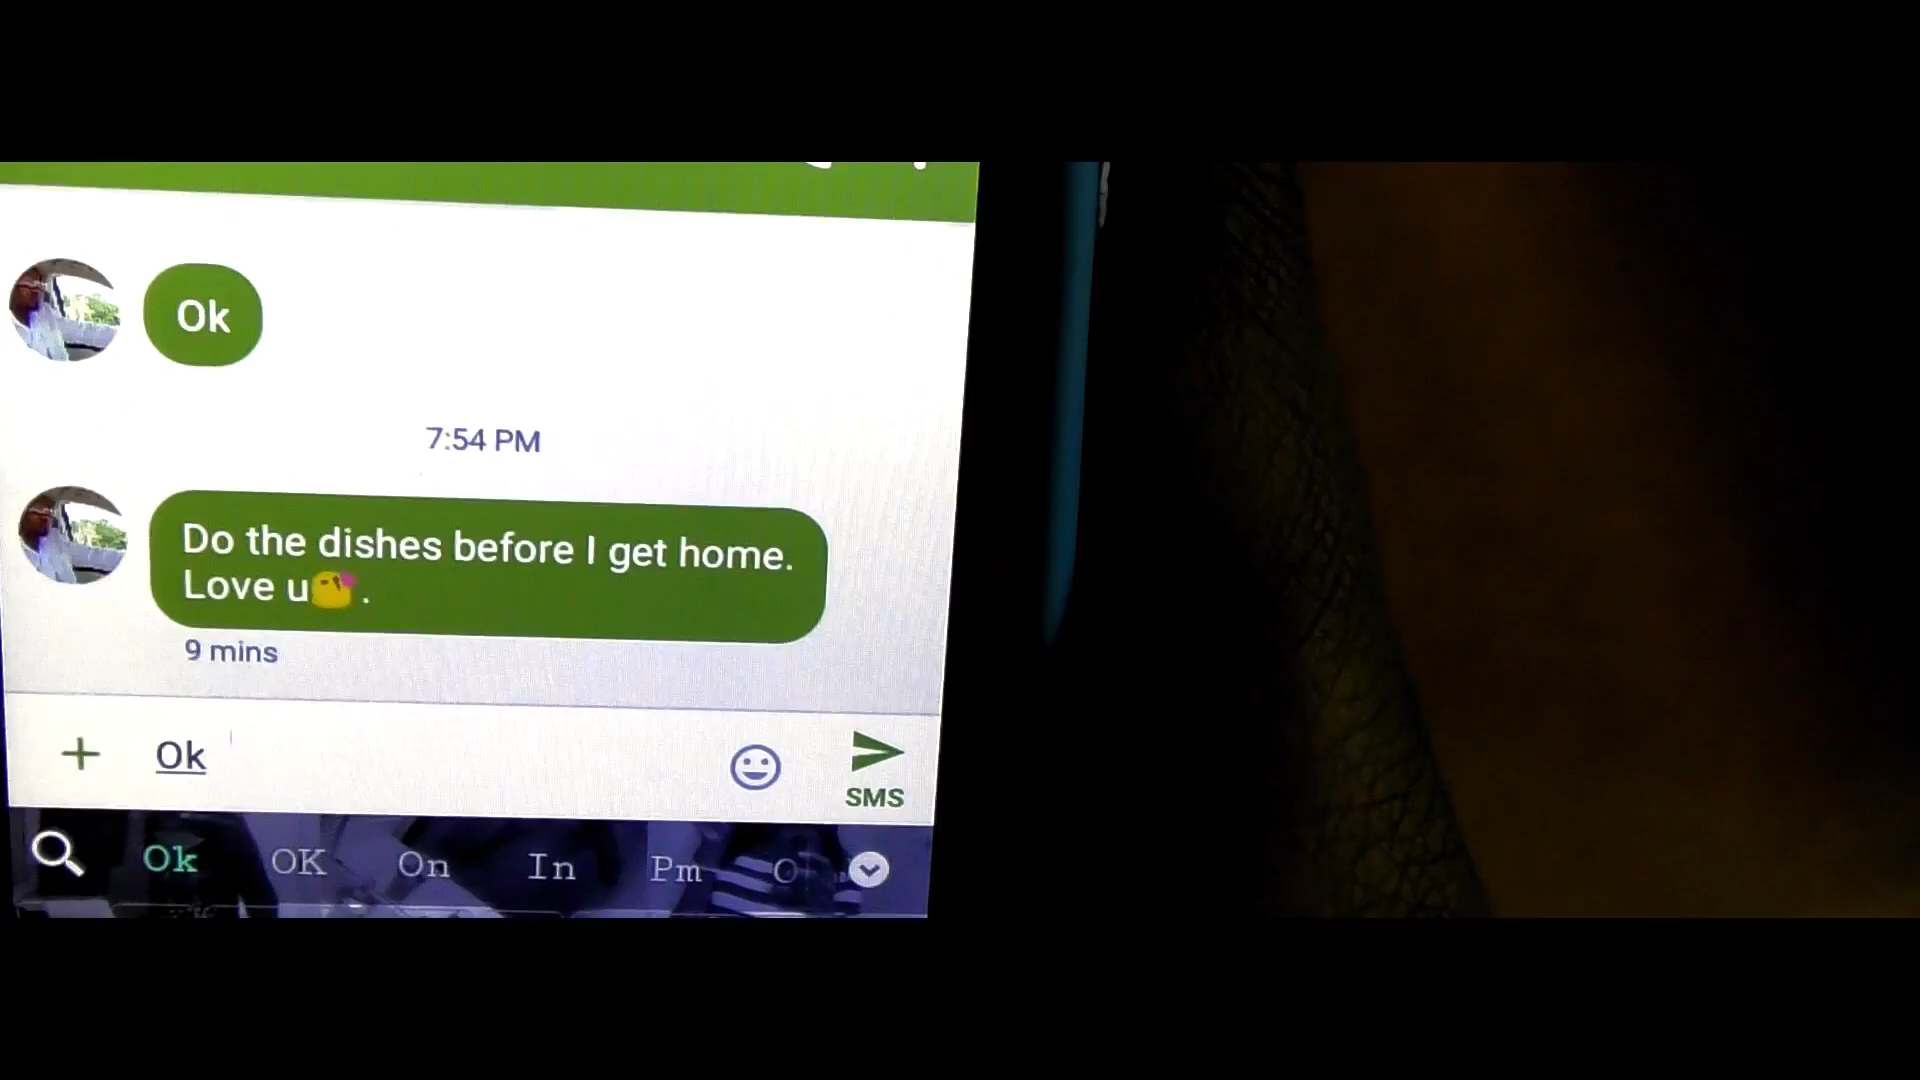 Ok
7:54 PM
Do the dishes before I get home.
Love u😘.
9 mins
Ok
SMS
Ok OK On In Pm